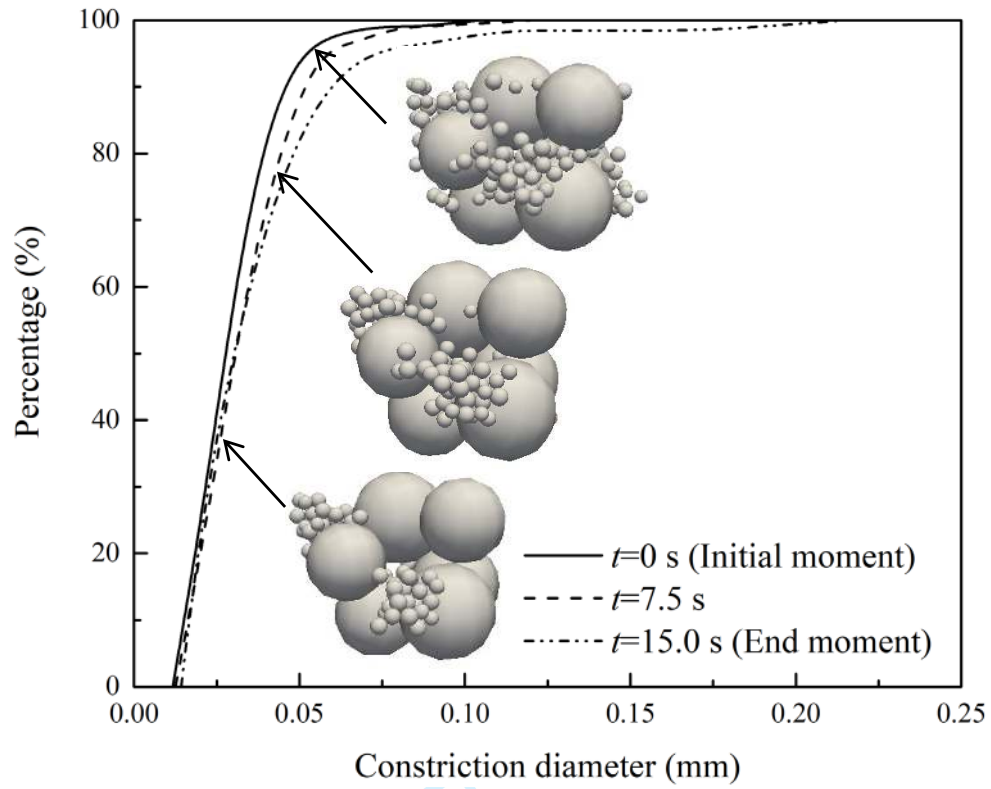 100
80
60
40
20
0
Percentage (%)
t=0 s (Initial moment)
t=7.5 s
t=15.0 s (End moment)
0.00 0.05 0.10 0.15 0.20 0.25
Constriction diameter (mm)